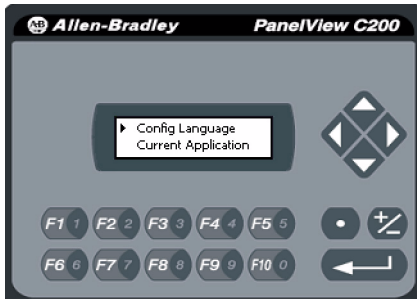 AB Allen-Bradley PanelView C200
Config Language
Current Application
F1 1 F2 2 F3 3 F4 4 F5 5
F6 6 F7 7 F8 8 F9 9 F10 0